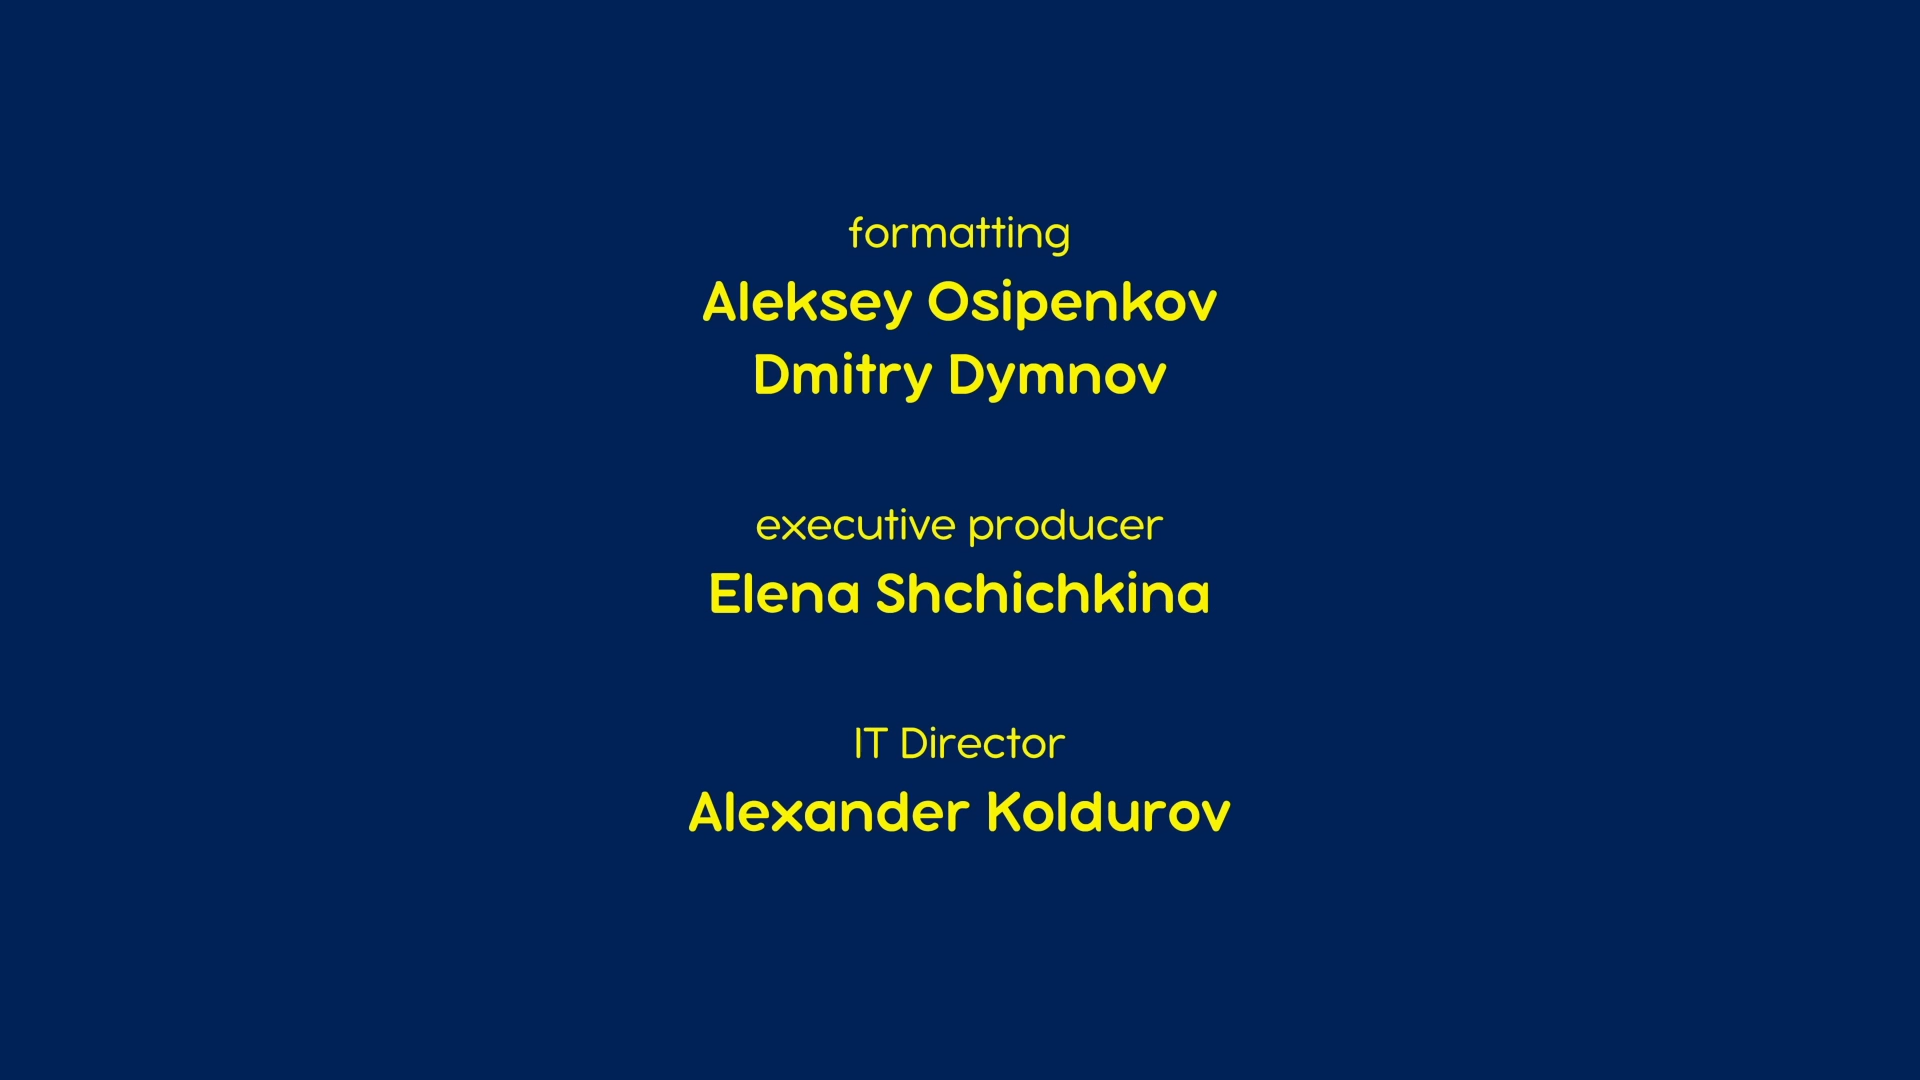 formatting
Aleksey Osipenkov
Dmitry Dymnov
executive producer
Elena Shchichkina
IT Director
Alexander Koldurov